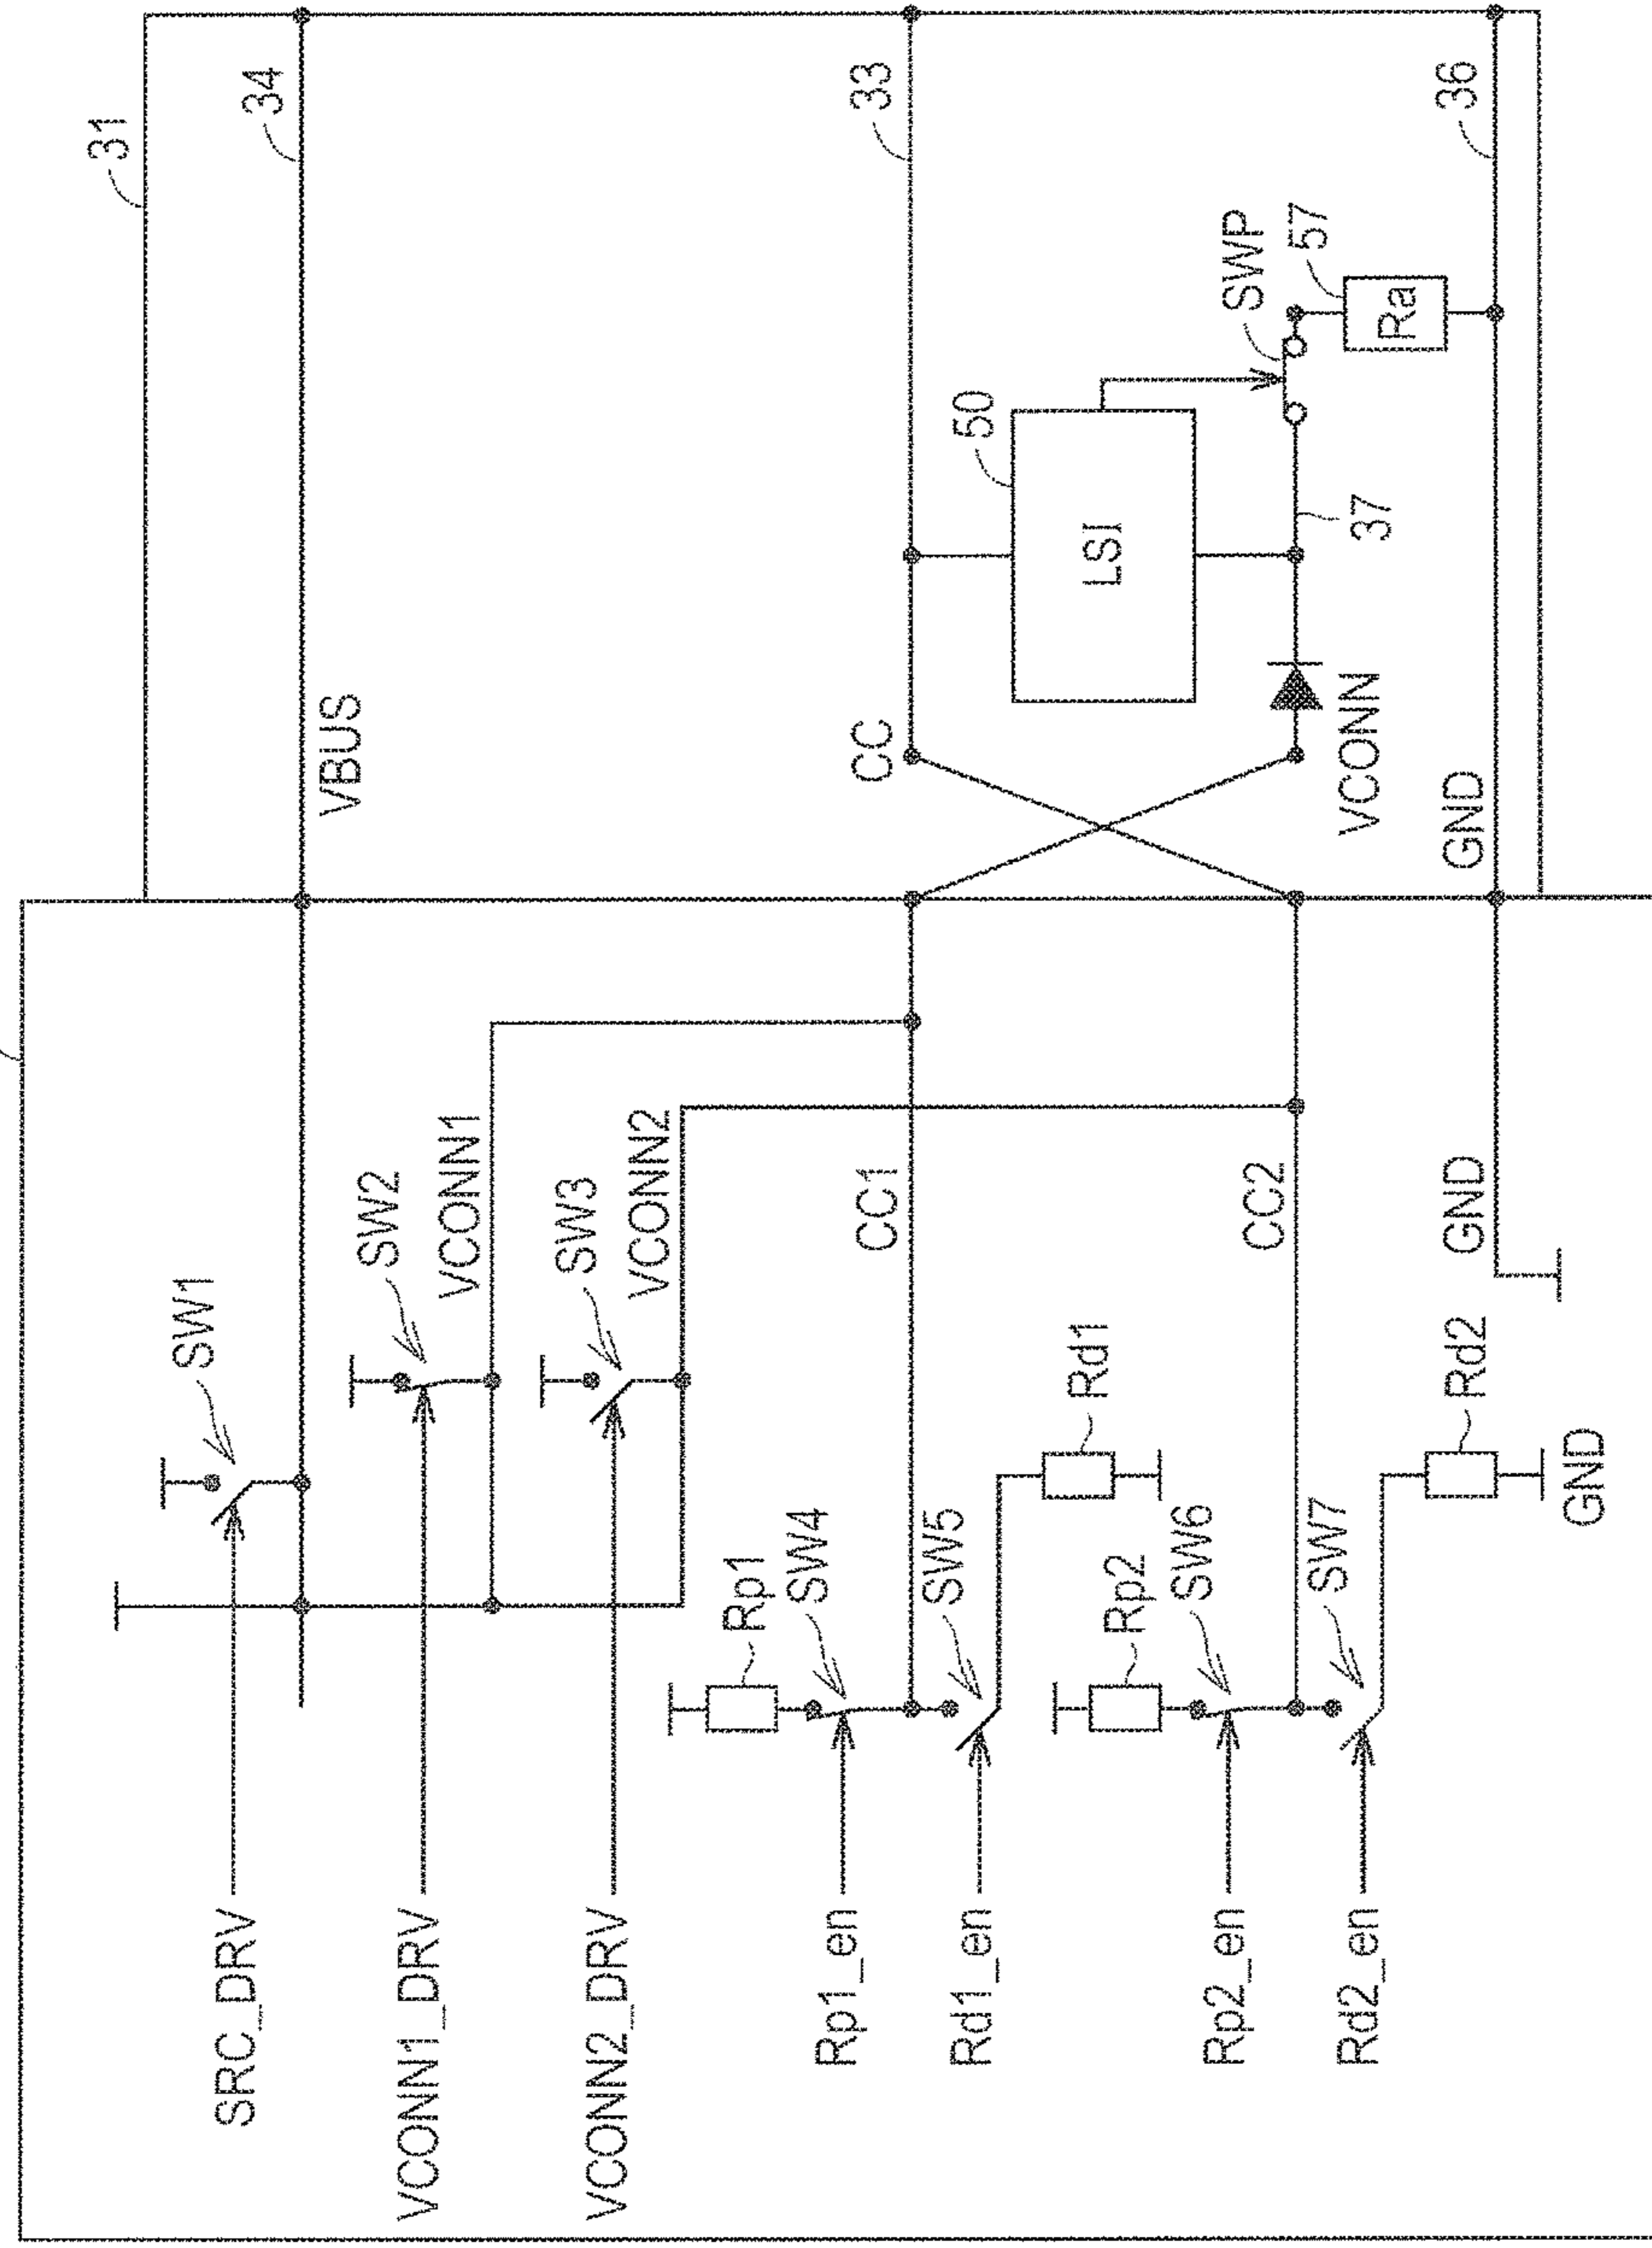 31
34
VBUS
33
CC
50
LSI
SWP
57
Ra
36
37
VCONN
GND
SW1
SW2
VCONN1
SW3
VCONN2
CC1
CC2
GND
Rp1
SW4
SW5
Rd1
Rp2
SW6
SW7
Rd2
GND
SRC_DRV
VCONN1_DRV
VCONN2_DRV
Rp1_en
Rd1_en
Rp2_en
Rd2_en